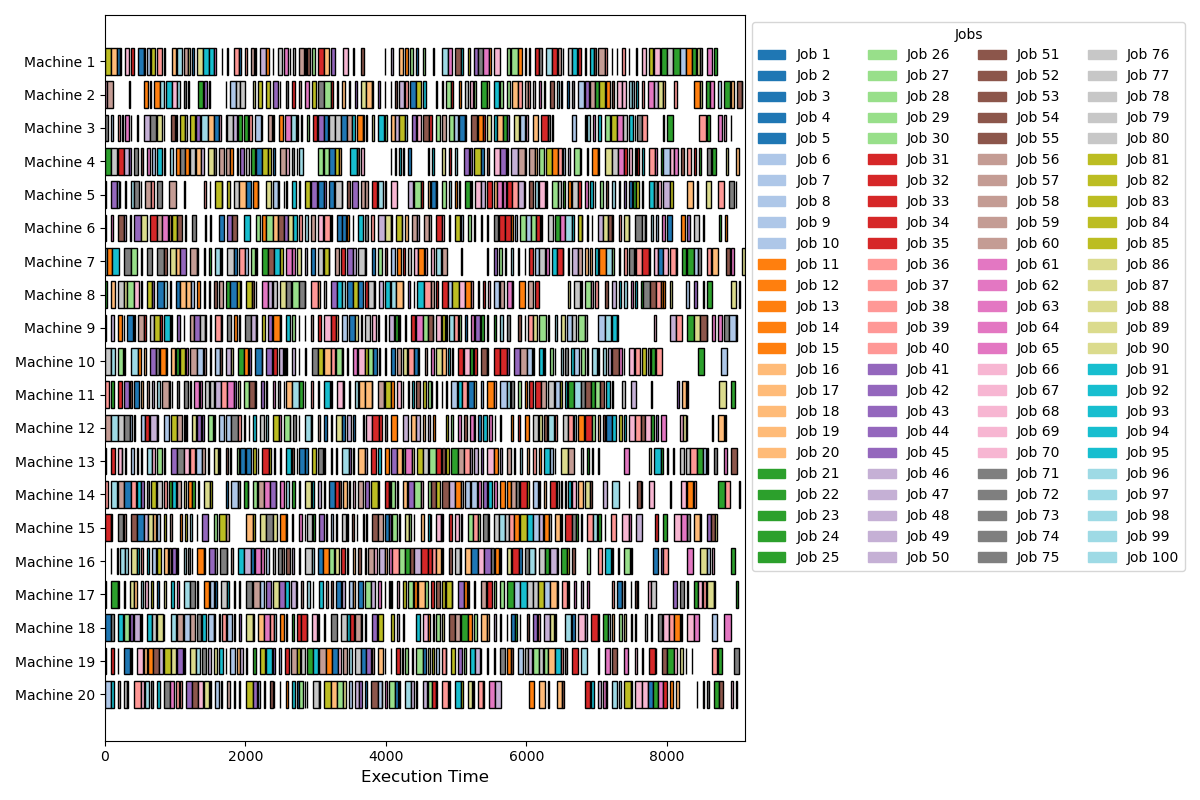 Machine 1
Machine 2
Machine 3
Machine 4
Machine 5
Machine 6
Machine 7
Machine 8
Machine 9
Machine 10
Machine 11
Machine 12
Machine 13
Machine 14
Machine 15
Machine 16
Machine 17
Machine 18
Machine 19
Machine 20
0 2000 4000 6000 8000
Execution Time
Jobs
Job 1 Job 26 Job 51 Job 76
Job 2 Job 27 Job 52 Job 77
Job 3 Job 28 Job 53 Job 78
Job 4 Job 29 Job 54 Job 79
Job 5 Job 30 Job 55 Job 80
Job 6 Job 31 Job 56 Job 81
Job 7 Job 32 Job 57 Job 82
Job 8 Job 33 Job 58 Job 83
Job 9 Job 34 Job 59 Job 84
Job 10 Job 35 Job 60 Job 85
Job 11 Job 36 Job 61 Job 86
Job 12 Job 37 Job 62 Job 87
Job 13 Job 38 Job 63 Job 88
Job 14 Job 39 Job 64 Job 89
Job 15 Job 40 Job 65 Job 90
Job 16 Job 41 Job 66 Job 91
Job 17 Job 42 Job 67 Job 92
Job 18 Job 43 Job 68 Job 93
Job 19 Job 44 Job 69 Job 94
Job 20 Job 45 Job 70 Job 95
Job 21 Job 46 Job 71 Job 96
Job 22 Job 47 Job 72 Job 97
Job 23 Job 48 Job 73 Job 98
Job 24 Job 49 Job 74 Job 99
Job 25 Job 50 Job 75 Job 100